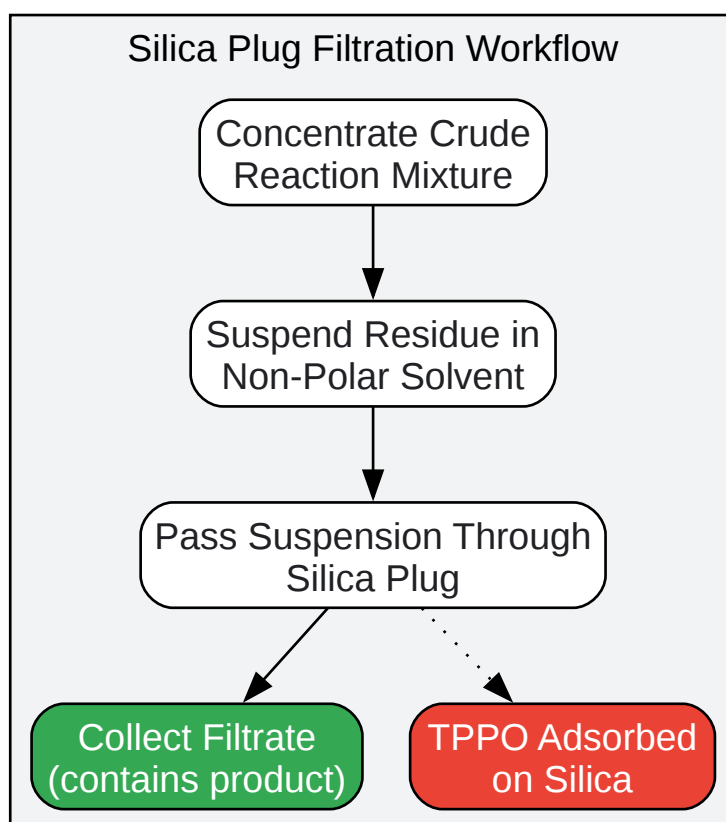 Silica Plug Filtration Workflow
Concentrate Crude
Reaction Mixture
Suspend Residue in
Non-Polar Solvent
Pass Suspension Through
Silica Plug
Collect Filtrate
(contains product)
TPPO Adsorbed
on Silica